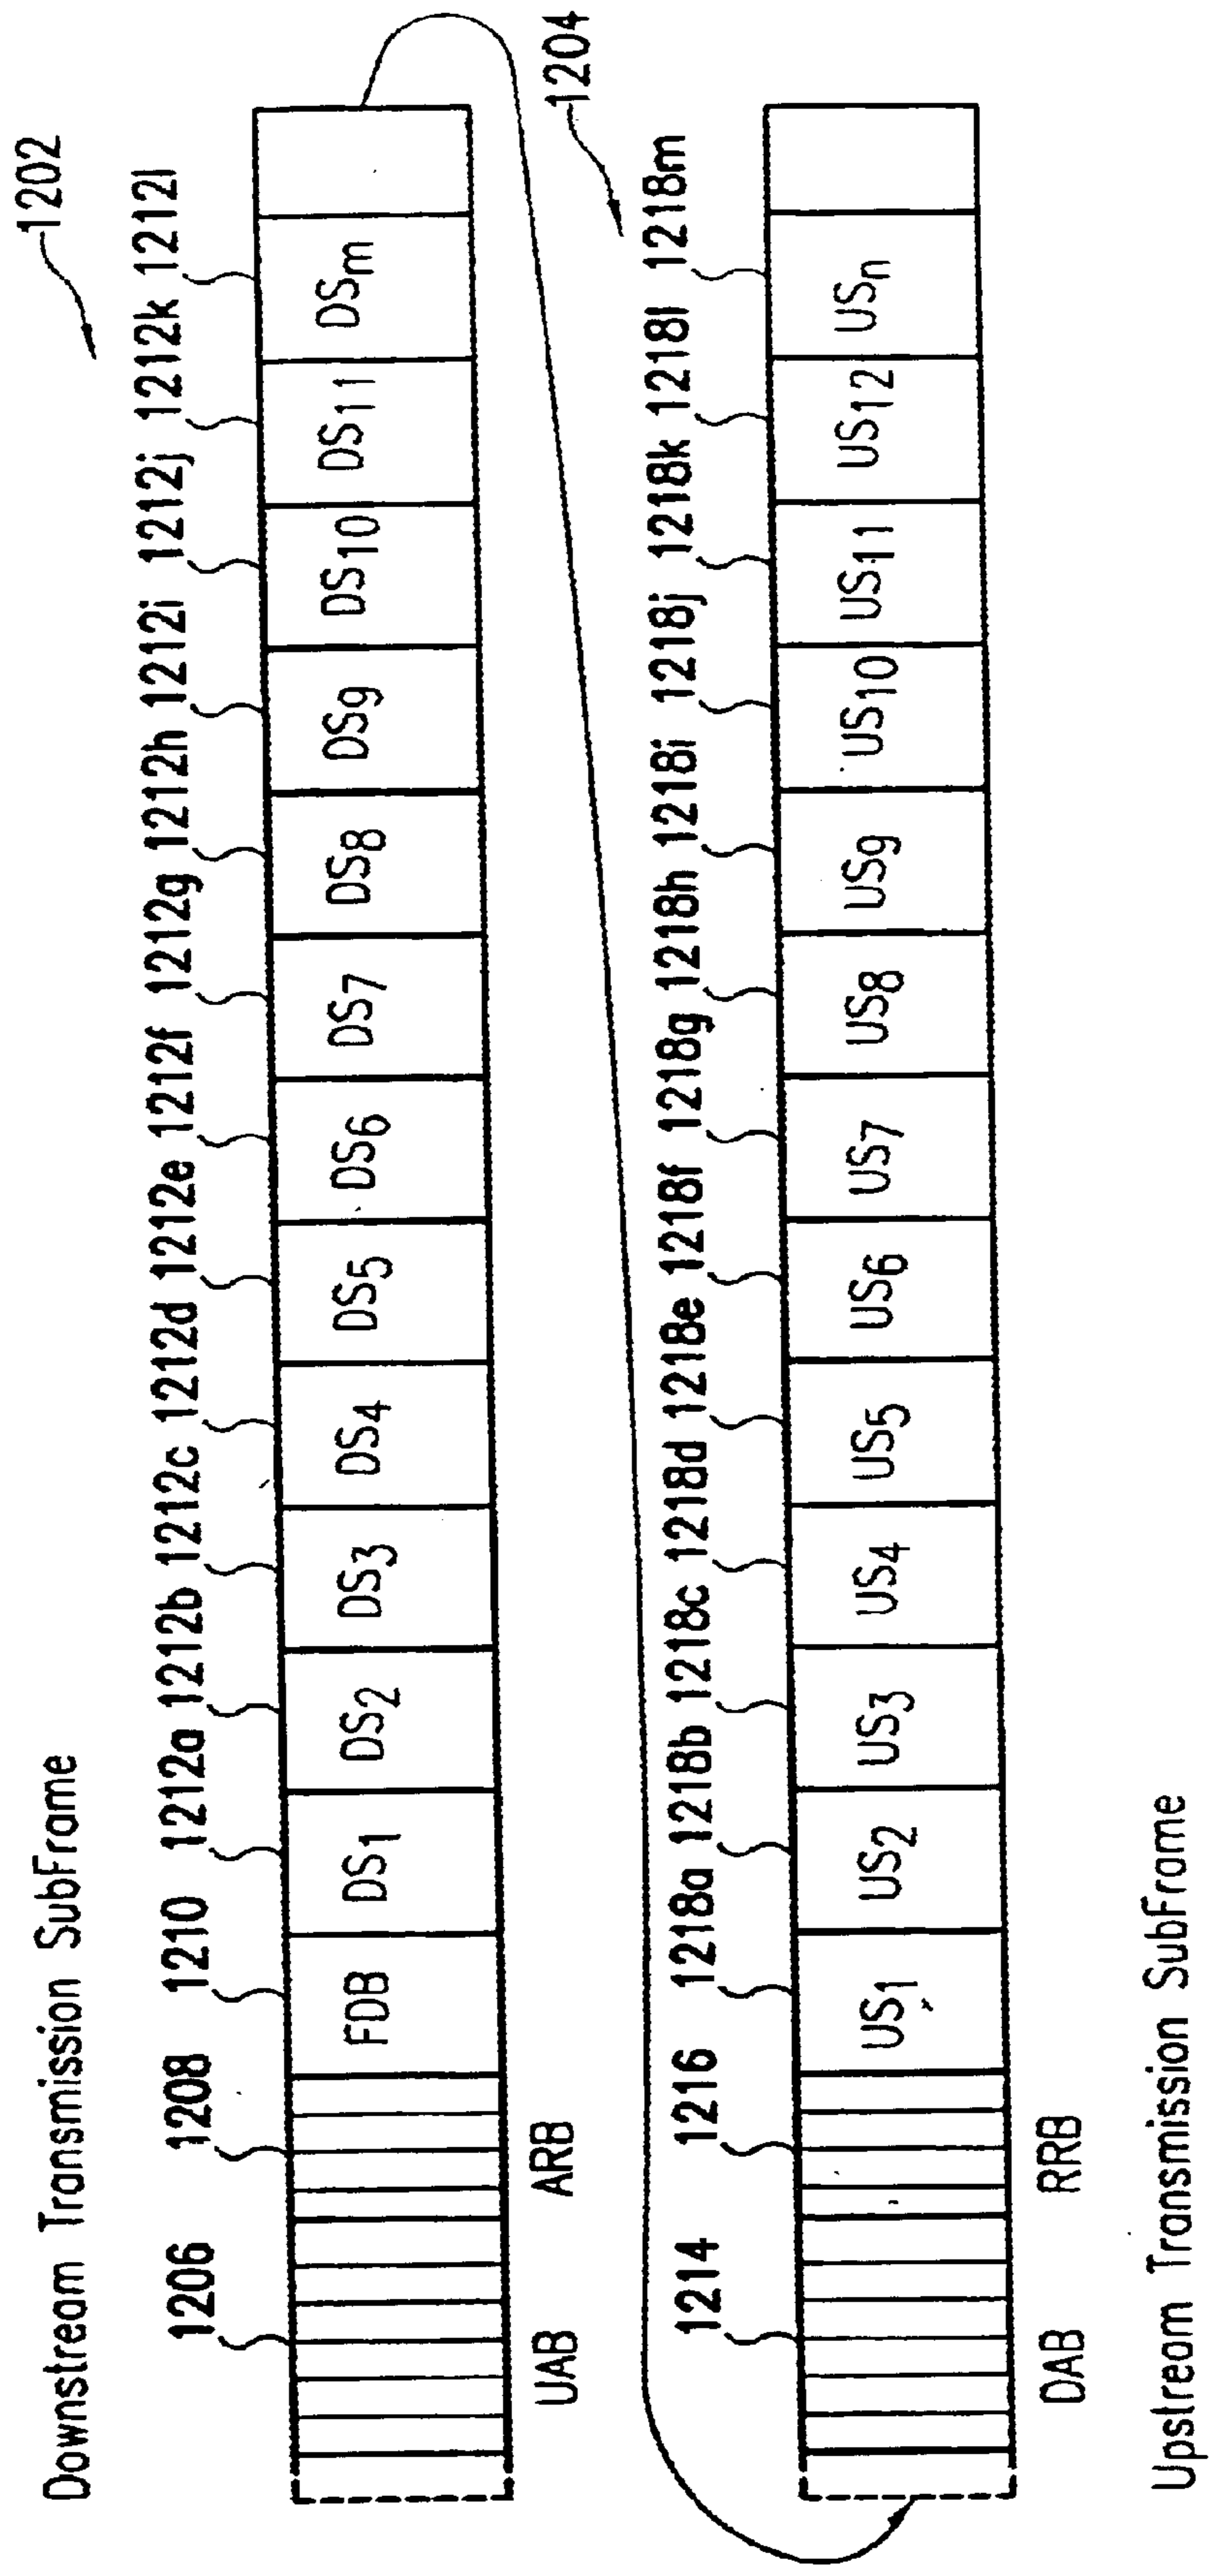 Downstream Transmission SubFrame
1202
1206 1208 1210 1212a 1212b 1212c 1212d 1212e 1212f 1212g 1212h 1212i 1212j 1212k 1212l
FDB DS1 DS2 DS3 DS4 DS5 DS6 DS7 DS8 DS9 DS10 DS11 DSm
UAB ARB
1204
1214 1216 1218a 1218b 1218c 1218d 1218e 1218f 1218g 1218h 1218i 1218j 1218k 1218l 1218m
US1 US2 US3 US4 US5 US6 US7 US8 US9 US10 US11 US12 USn
DAB RRB
Upstream Transmission SubFrame